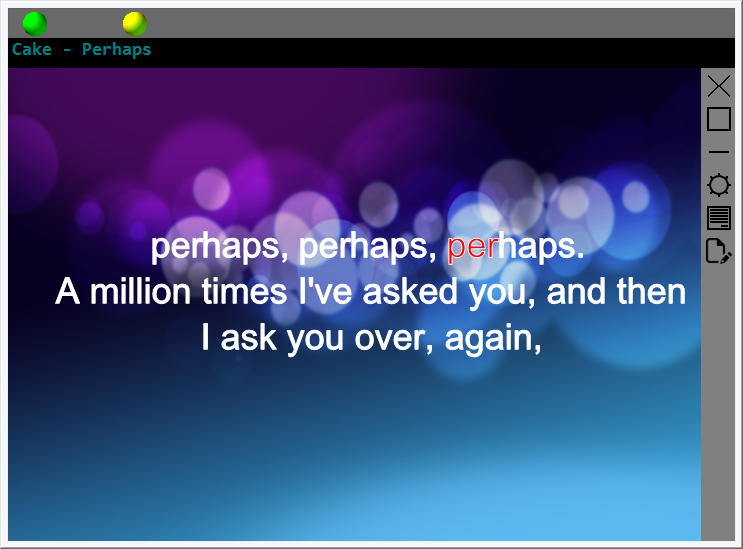 Cake - Perhaps
perhaps, perhaps, perhaps.
A million times I've asked you, and then
I ask you over, again,